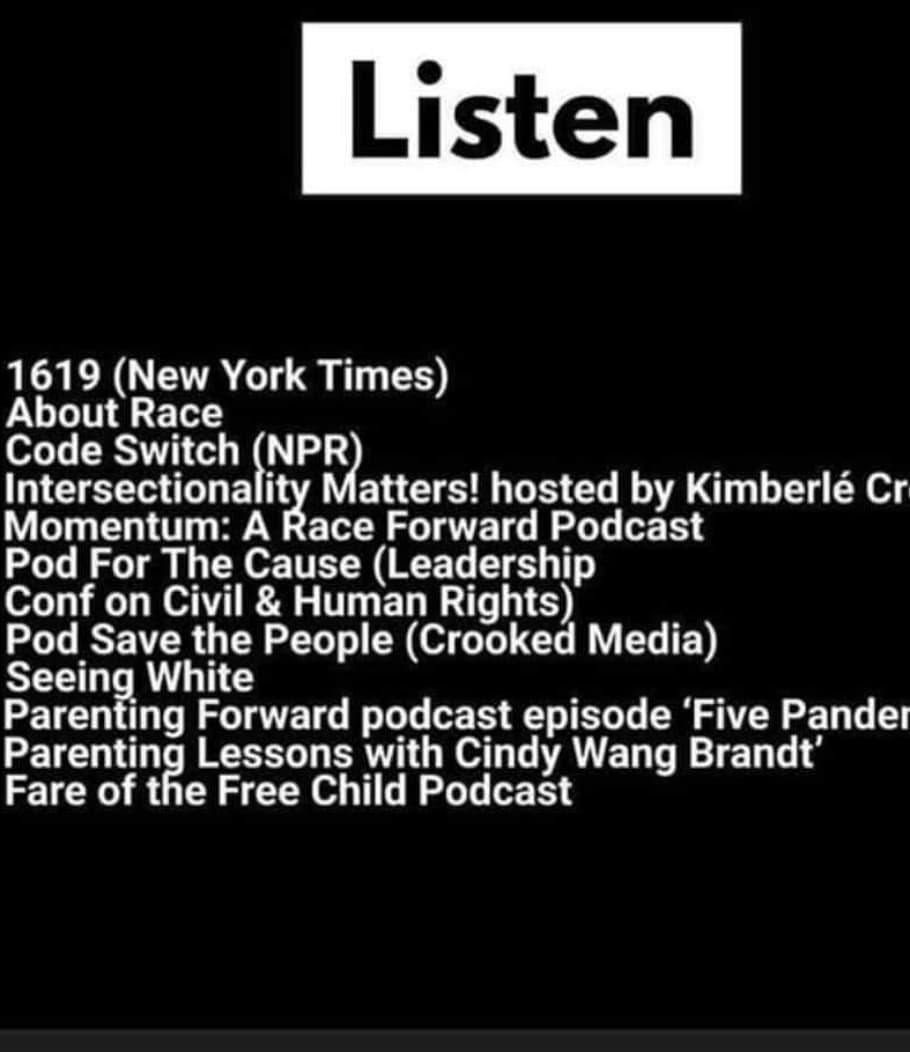 Listen
1619 (New York Times)
About Race
Code Switch (NPR)
Intersectionality Matters! hosted by Kimberlé
Momentum: A Race Forward Podcast
Pod For The Cause (Leadership
Conf on Civil & Human Rights)
Pod Save the People (Crooked Media)
Seeing White
Parenting Forward podcast episode ‘Five
Parenting Lessons with Cindy Wang Brandt’
Fare of the Free Child Podcast